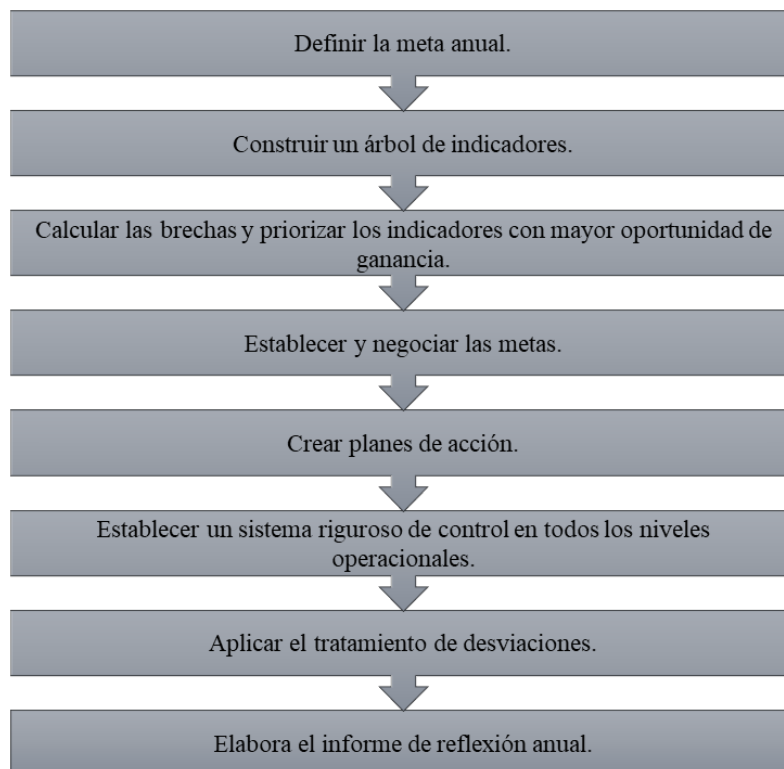 Definir la meta anual.
Construir un árbol de indicadores.
Calcular las brechas y priorizar los indicadores con mayor oportunidad de
ganancia.
Establecer y negociar las metas.
Crear planes de acción.
Establecer un sistema riguroso de control en todos los niveles
operacionales.
Aplicar el tratamiento de desviaciones.
Elabora el informe de reflexión anual.